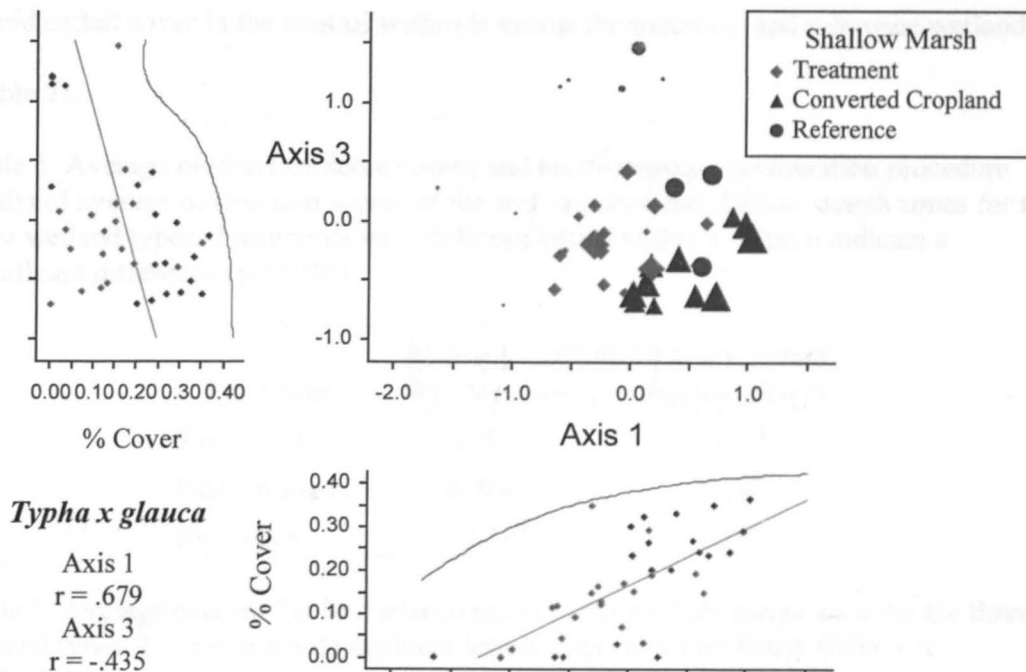 Shallow Marsh
Treatment
Converted Cropland
Reference
1.0
Axis 3
0.0
-1.0
0.00 0.10 0.20 0.30 0.40
% Cover
-2.0 -1.0 0.0 1.0
Axis 1
Typha x glauca
Axis 1
r = .679
Axis 3
r = -.435
% Cover
0.40
0.30
0.20
0.10
0.00